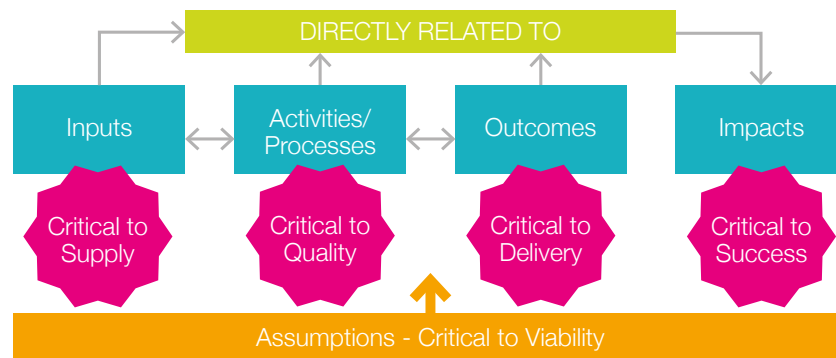 DIRECTLY RELATED TO
Inputs
Activities/
Processes
Outcomes
Impacts
Critical to
Supply
Critical to
Quality
Critical to
Delivery
Critical to
Success
Assumptions - Critical to Viability